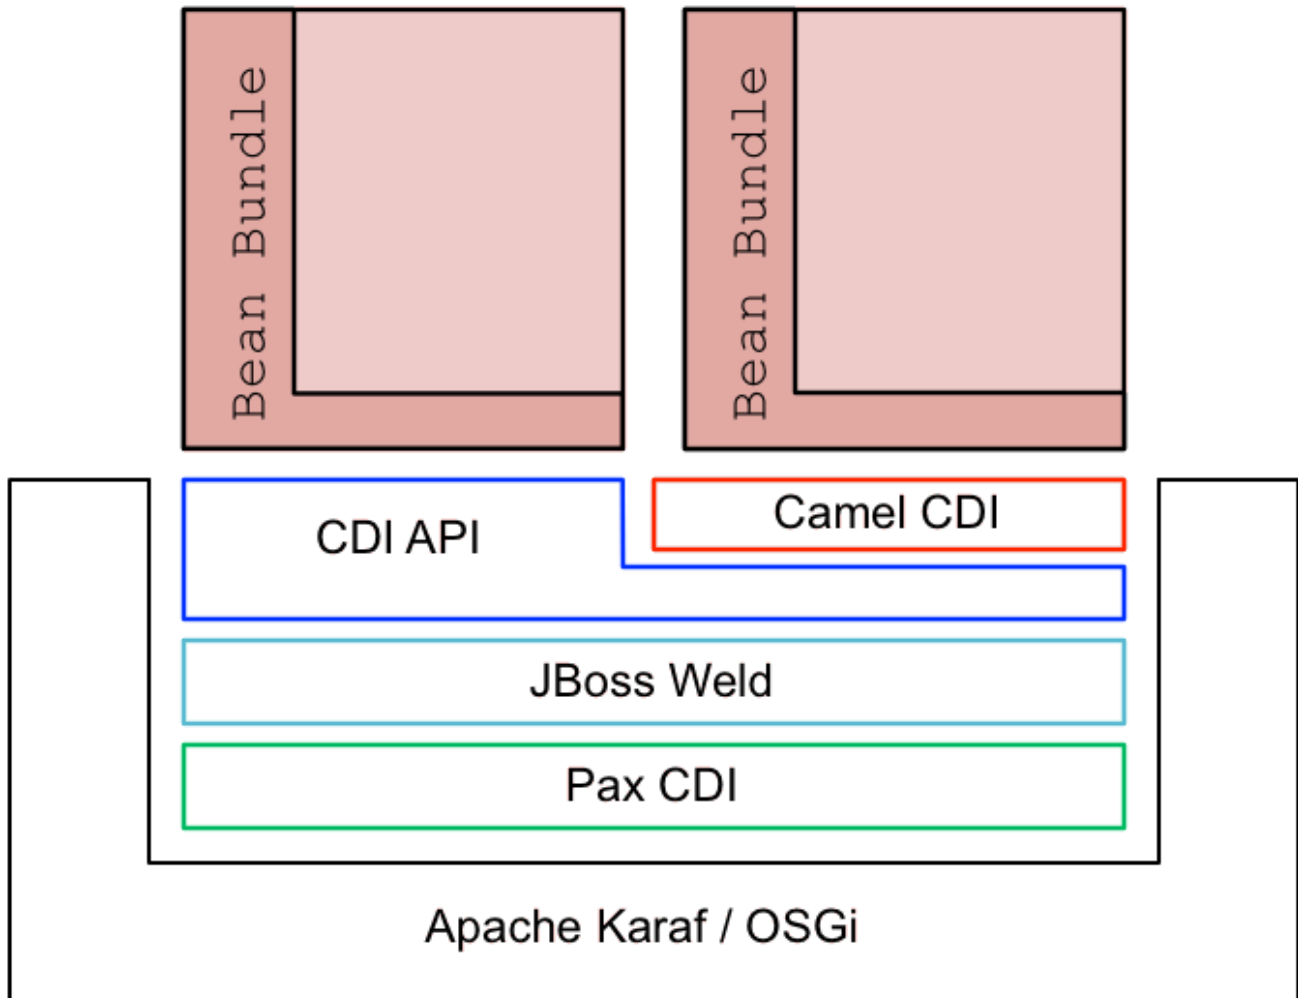 Bean Bundle
Bean Bundle
CDI API
Camel CDI
JBoss Weld
Pax CDI
Apache Karaf / OSGi